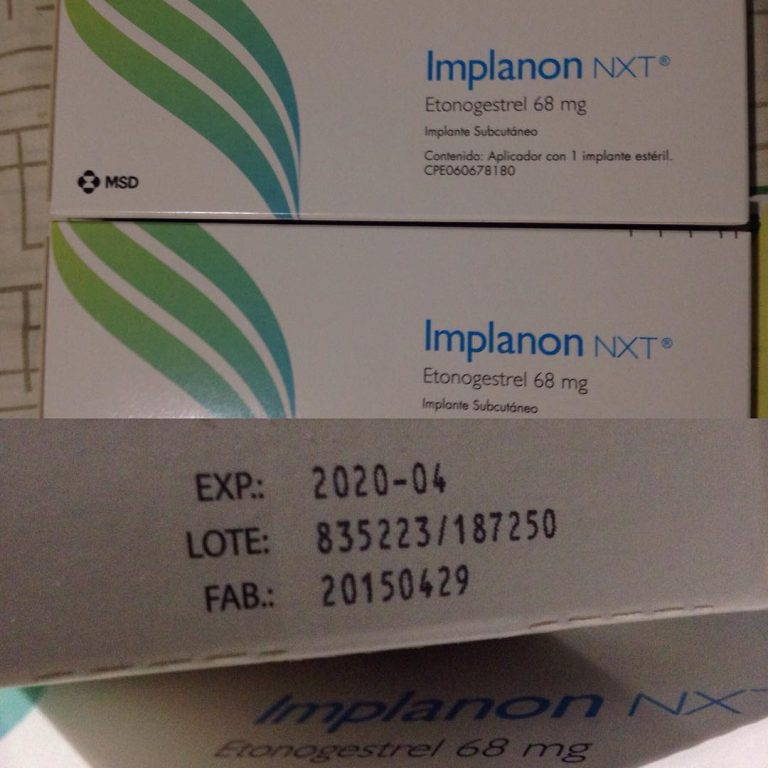 Implanon NXT®
Etonogestrel 68 mg
Implante Subcutáneo
Contenido: Aplicador con 1 implante estéril.
CPE060678180
MSD
Implanon NXT®
Etonogestrel 68 mg
Implante Subcutáneo
EXP.: 2020-04
LOTE: 835223/187250
FAB.: 20150429
Implanon NXT
Etonogestrel 68 mg